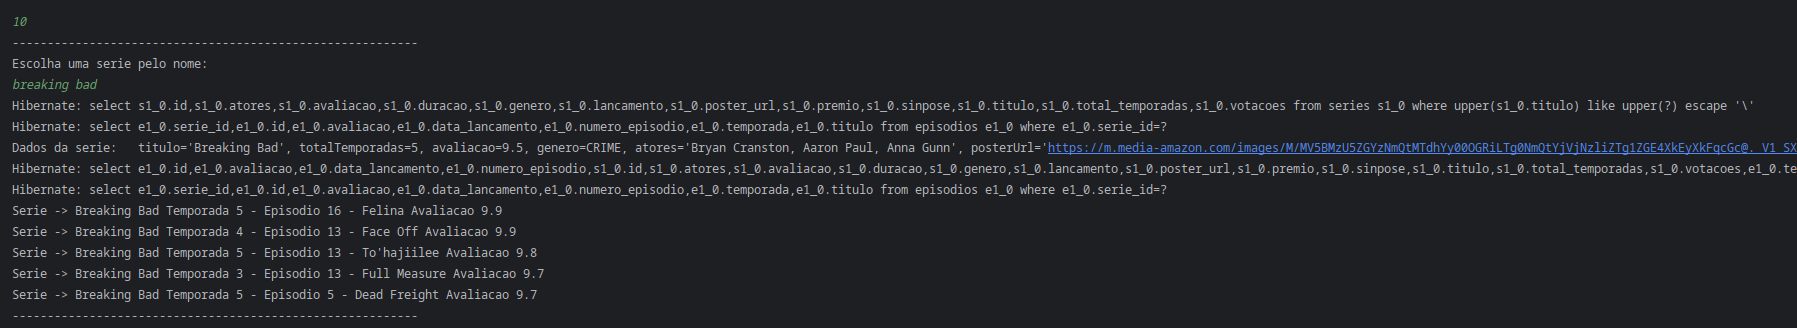 10
----------------------------------------------------------
Escolha uma serie pelo nome:
breaking bad
Hibernate: select s1_0.id,s1_0.atores,s1_0.avaliacao,s1_0.duracao,s1_0.genero,s1_0.lancamento,s1_0.poster_url,s1_0.premio,s1_0.sinpose,s1_0.titulo,s1_0.total_temporadas,s1_0.votacoes from series s1_0 where upper(s1_0.titulo) like upper(?) escape '\'
Hibernate: select e1_0.serie_id,e1_0.id,e1_0.avaliacao,e1_0.data_lancamento,e1_0.numero_episodio,e1_0.temporada,e1_0.titulo from episodios e1_0 where e1_0.serie_id=?
Dados da serie:   titulo='Breaking Bad', totalTemporadas=5, avaliacao=9.5, genero=CRIME, atores='Bryan Cranston, Aaron Paul, Anna Gunn', posterUrl='https://m.media-amazon.com/images/M/MV5BMzU5ZGYzNmQtMTdhYy00OGRiLTg0NmQtYjVjNzliZTg1ZGE4XkEyXkFqcGc@._V1_SX
Hibernate: select e1_0.id,e1_0.avaliacao,e1_0.data_lancamento,e1_0.numero_episodio,s1_0.id,s1_0.atores,s1_0.avaliacao,s1_0.duracao,s1_0.genero,s1_0.lancamento,s1_0.poster_url,s1_0.premio,s1_0.sinpose,s1_0.titulo,s1_0.total_temporadas,s1_0.votacoes,e1_0.te
Hibernate: select e1_0.serie_id,e1_0.id,e1_0.avaliacao,e1_0.data_lancamento,e1_0.numero_episodio,e1_0.temporada,e1_0.titulo from episodios e1_0 where e1_0.serie_id=?
Serie -> Breaking Bad Temporada 5 - Episodio 16 - Felina Avaliacao 9.9
Serie -> Breaking Bad Temporada 4 - Episodio 13 - Face Off Avaliacao 9.9
Serie -> Breaking Bad Temporada 5 - Episodio 13 - To'hajiilee Avaliacao 9.8
Serie -> Breaking Bad Temporada 3 - Episodio 13 - Full Measure Avaliacao 9.7
Serie -> Breaking Bad Temporada 5 - Episodio 5 - Dead Freight Avaliacao 9.7
----------------------------------------------------------